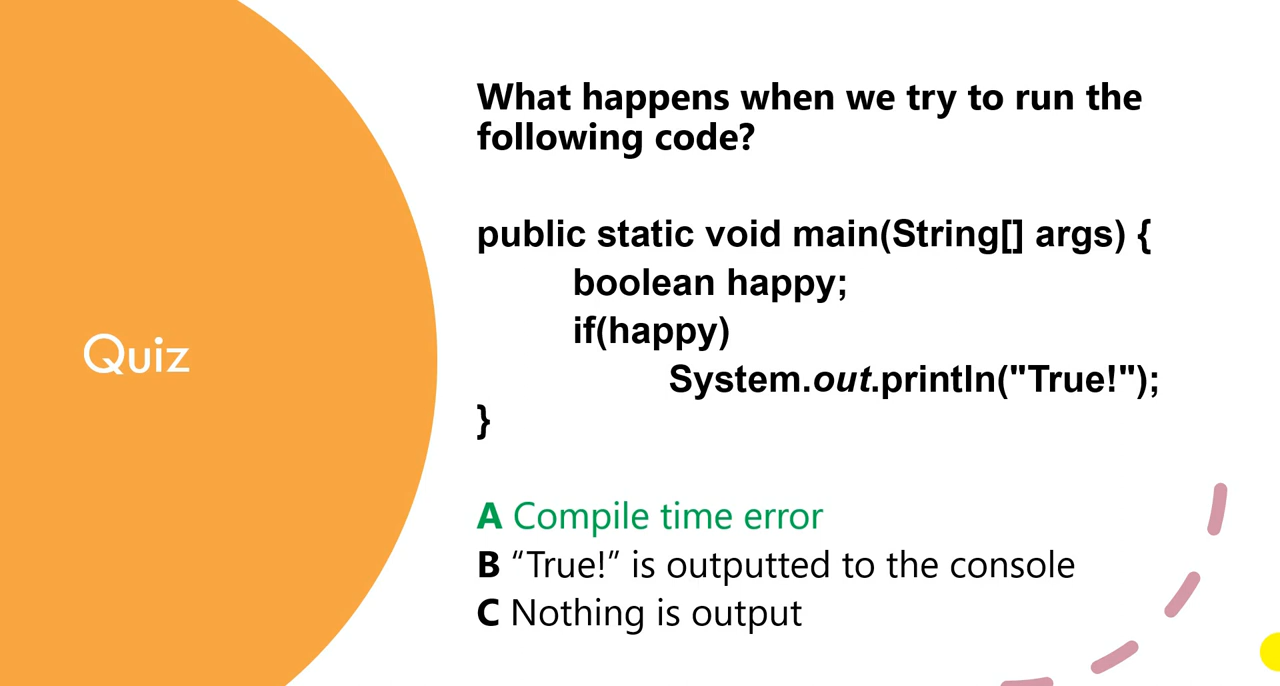 Quiz
What happens when we try to run the
following code?
public static void main(String[] args) {
boolean happy;
if(happy)
System.out.println("True!");
}
A Compile time error
B “True!” is outputted to the console
C Nothing is output